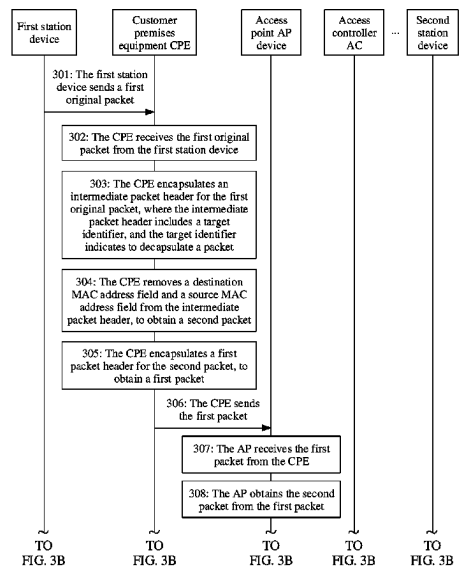 First station
device
Customer
premises
equipment CPE
Access
point AP
device
Access
controller
AC
...
Second
station
device
301: The first station
device sends a first
original packet
302: The CPE receives the first original
packet from the first station device
303: The CPE encapsulates an
intermediate packet header for the first
original packet, where the intermediate
packet header includes a target
identifier, and the target identifier
indicates to decapsulate a packet
304: The CPE removes a destination
MAC address field and a source MAC
address field from the intermediate
packet header, to obtain a second packet
305: The CPE encapsulates a first
packet header for the second packet, to
obtain a first packet
306: The CPE sends
the first packet
307: The AP receives the first
packet from the CPE
308: The AP obtains the second
packet from the first packet
TO
FIG. 3B
TO
FIG. 3B
TO
FIG. 3B
TO
FIG. 3B
TO
FIG. 3B